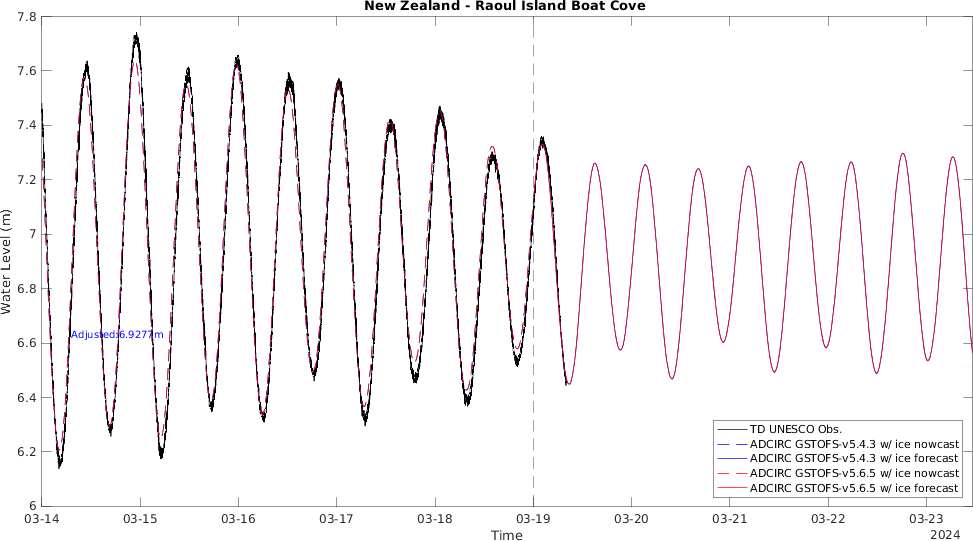 New Zealand - Raoul Island Boat Cove
Water Level (m)
7.8
7.6
7.4
7.2
7
6.8
6.6
6.4
6.2
6
Adjusted:6.9277m
TD UNESCO Obs.
ADCIRC GSTOFS-v5.4.3 w/ ice nowcast
ADCIRC GSTOFS-v5.4.3 w/ ice forecast
ADCIRC GSTOFS-v5.6.5 w/ ice nowcast
ADCIRC GSTOFS-v5.6.5 w/ ice forecast
03-14 03-15 03-16 03-17 03-18 03-19 03-20 03-21 03-22 03-23
Time
2024